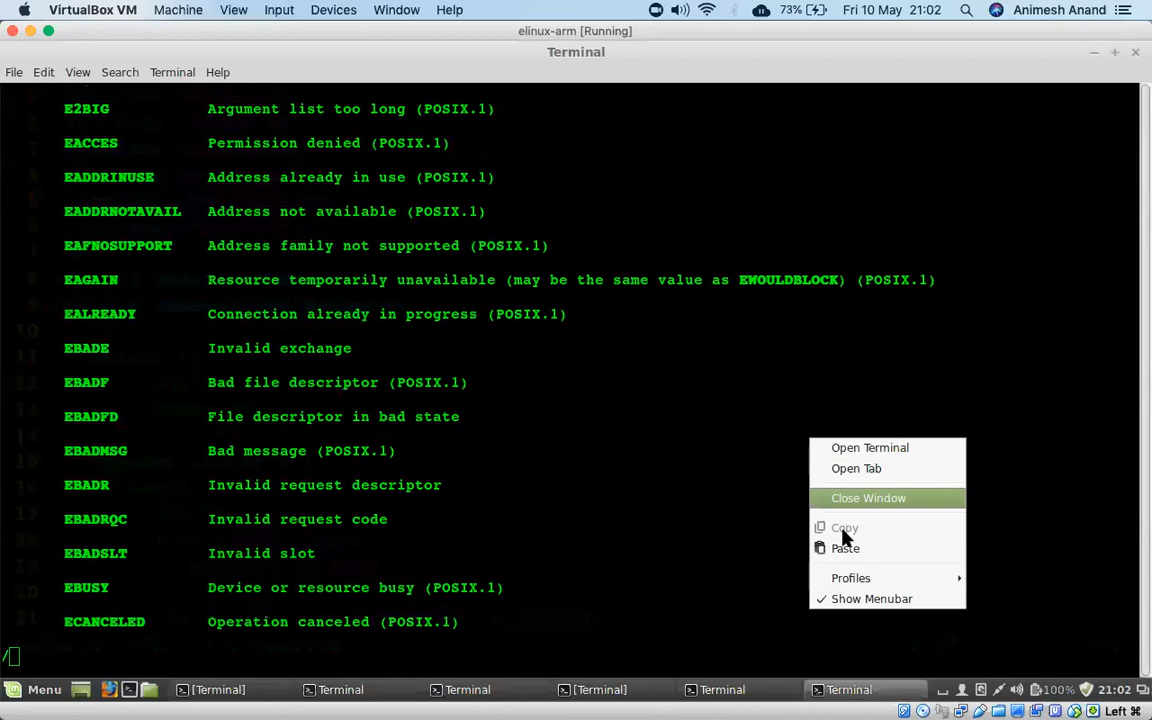 VirtualBox VM Machine View Input Devices Window Help 73% Fri 10 May 21:02 Animesh Anand
elinux-arm [Running]
Terminal
File Edit View Search Terminal Help
E2BIG Argument list too long (POSIX.1)
EACCES Permission denied (POSIX.1)
EADDRINUSE Address already in use (POSIX.1)
EADDRNOTAVAIL Address not available (POSIX.1)
EAFNOSUPPORT Address family not supported (POSIX.1)
EAGAIN Resource temporarily unavailable (may be the same value as EWOULDBLOCK) (POSIX.1)
EALREADY Connection already in progress (POSIX.1)
EBADE Invalid exchange
EBADF Bad file descriptor (POSIX.1)
EBADFD File descriptor in bad state
EBADMSG Bad message (POSIX.1)
EBADR Invalid request descriptor
EBADRQC Invalid request code
EBADSLT Invalid slot
EBUSY Device or resource busy (POSIX.1)
ECANCELED Operation canceled (POSIX.1)
/
Open Terminal
Open Tab
Close Window
Copy
Paste
Profiles
Show Menubar
Menu [Terminal] Terminal Terminal [Terminal] Terminal Terminal 100% 21:02
Left ⌘